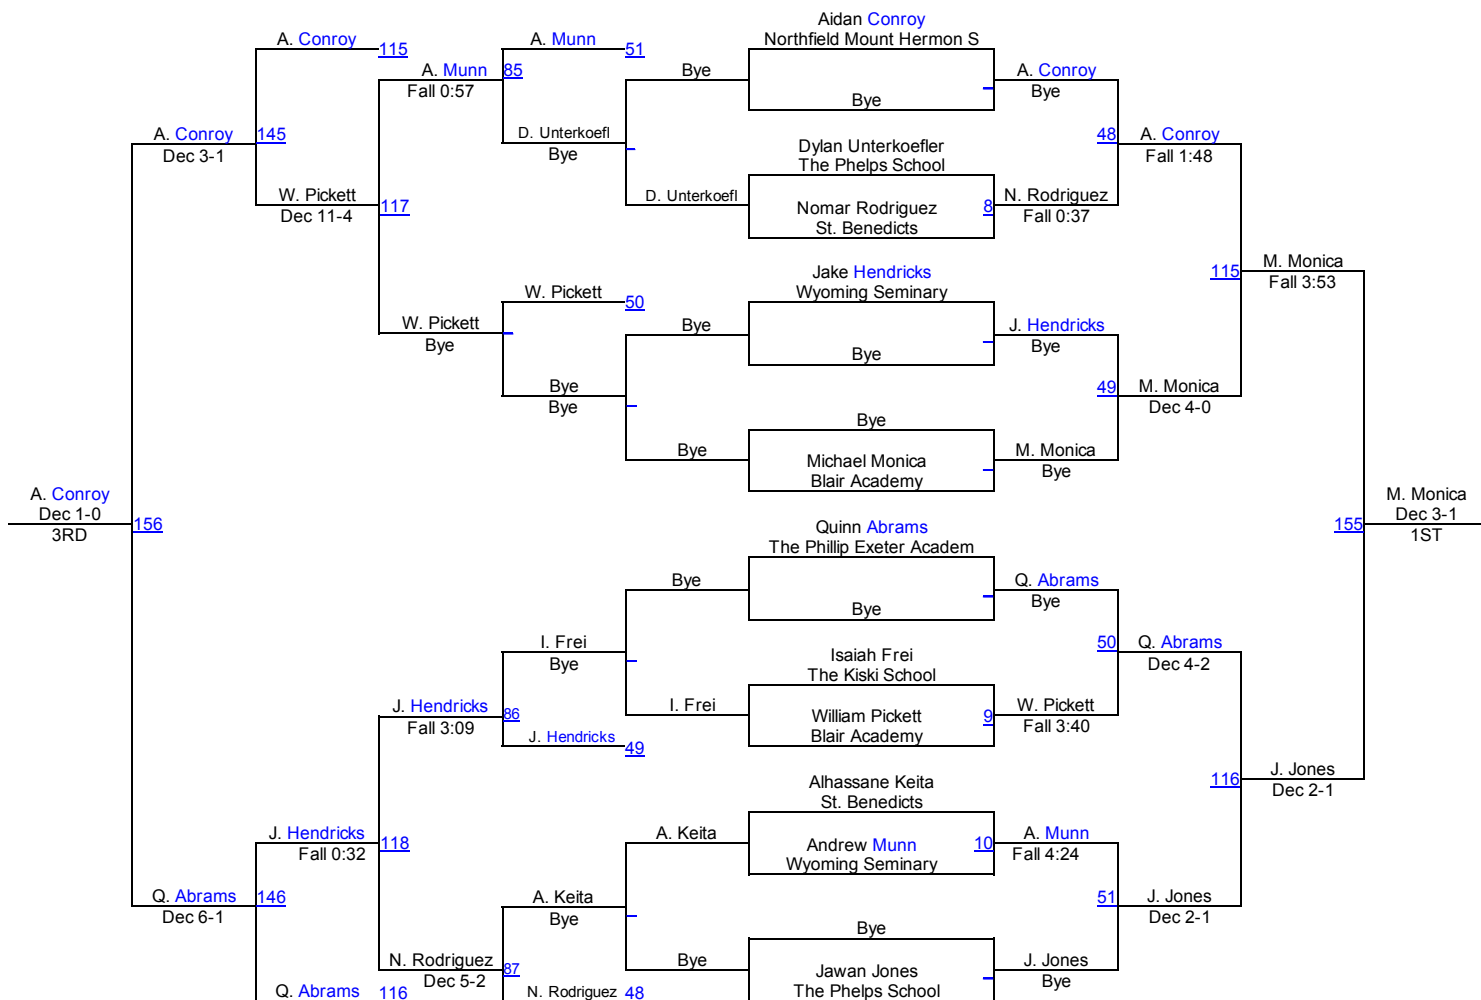 Aidan Conroy
A. Conroy 115
A. Munn 51
Northfield Mount Hermon S
A. Munn 85
Bye
A. Conroy
Fall 0:57
Bye
Bye
A. Conroy 145
D. Unterkoefl
48 A. Conroy
Dec 3-1
Bye
Dylan Unterkoefler
Fall 1:48
The Phelps School
W. Pickett
D. Unterkoefl
N. Rodriguez
Dec 11-4
117
Nomar Rodriguez 8
Fall 0:37
St. Benedicts
M. Monica
Jake Hendricks
115
Fall 3:53
W. Pickett 50
Wyoming Seminary
W. Pickett
Bye
J. Hendricks
Bye
Bye
Bye
Bye
49 M. Monica
Bye
Dec 4-0
Bye
Bye
M. Monica
Michael Monica
Bye
Blair Academy
A. Conroy
M. Monica
Dec 1-0
Dec 3-1
3RD
156
155
1ST
Quinn Abrams
The Phillip Exeter Academ
Bye
Q. Abrams
Bye
Bye
I. Frei
50 Q. Abrams
Bye
Isaiah Frei
Dec 4-2
The Kiski School
J. Hendricks
I. Frei
W. Pickett
Fall 3:09
86
William Pickett 9
Fall 3:40
J. Hendricks 49
Blair Academy
J. Jones
Alhassane Keita
116
Dec 2-1
St. Benedicts
J. Hendricks
A. Keita
A. Munn
Fall 0:32
118
Andrew Munn 10
Fall 4:24
Wyoming Seminary
Q. Abrams 146
A. Keita
51 J. Jones
Dec 6-1
Bye
Dec 2-1
Bye
N. Rodriguez
Bye
J. Jones
Dec 5-2
87
Jawan Jones
Bye
Q. Abrams 116
N. Rodriguez 48
The Phelps School